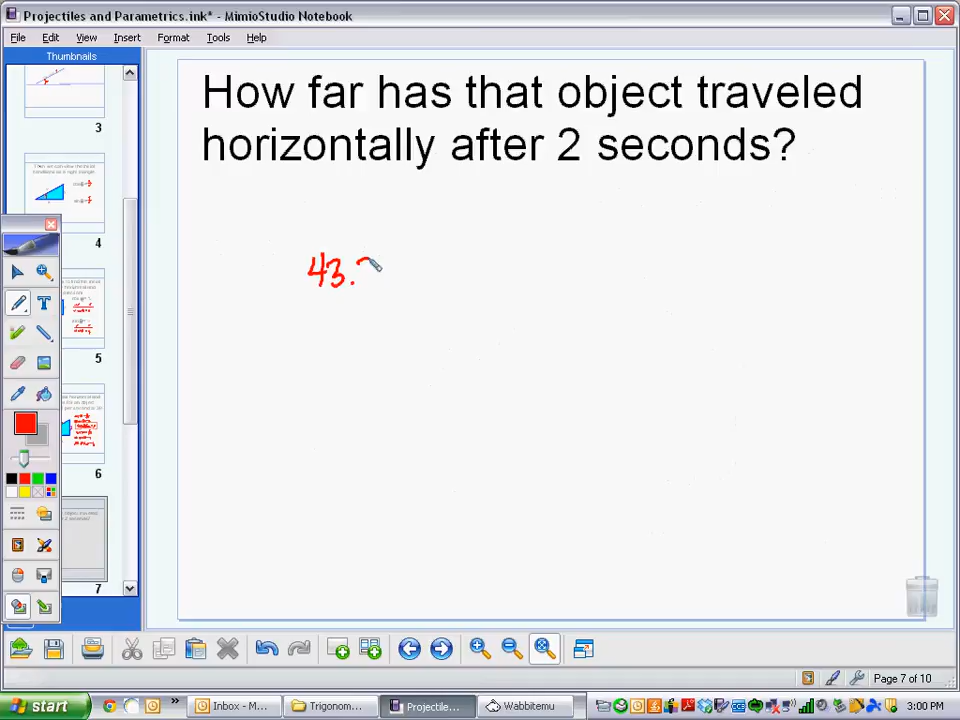 Projectiles and Parametrics.ink* - MimioStudio Notebook
File Edit View Insert Format Tools Help
Thumbnails
3
4
5
6
7
How far has that object traveled
horizontally after 2 seconds?
43.
Page 7 of 10
start
Inbox - M...
Trigonom...
Projectile...
Wabbitemu
3:00 PM